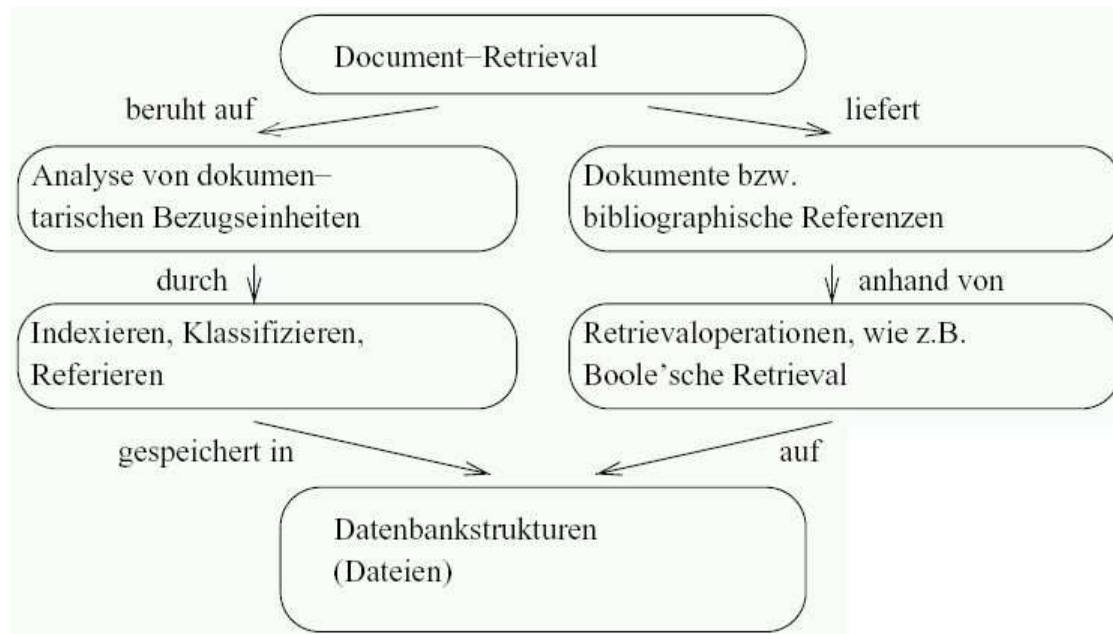 Document−Retrieval
beruht auf
liefert
Analyse von dokumen−
tarischen Bezugseinheiten
Dokumente bzw.
bibliographische Referenzen
durch
anhand von
Indexieren, Klassifizieren,
Referieren
Retrievaloperationen, wie z.B.
Boole'sche Retrieval
gespeichert in
auf
Datenbankstrukturen
(Dateien)